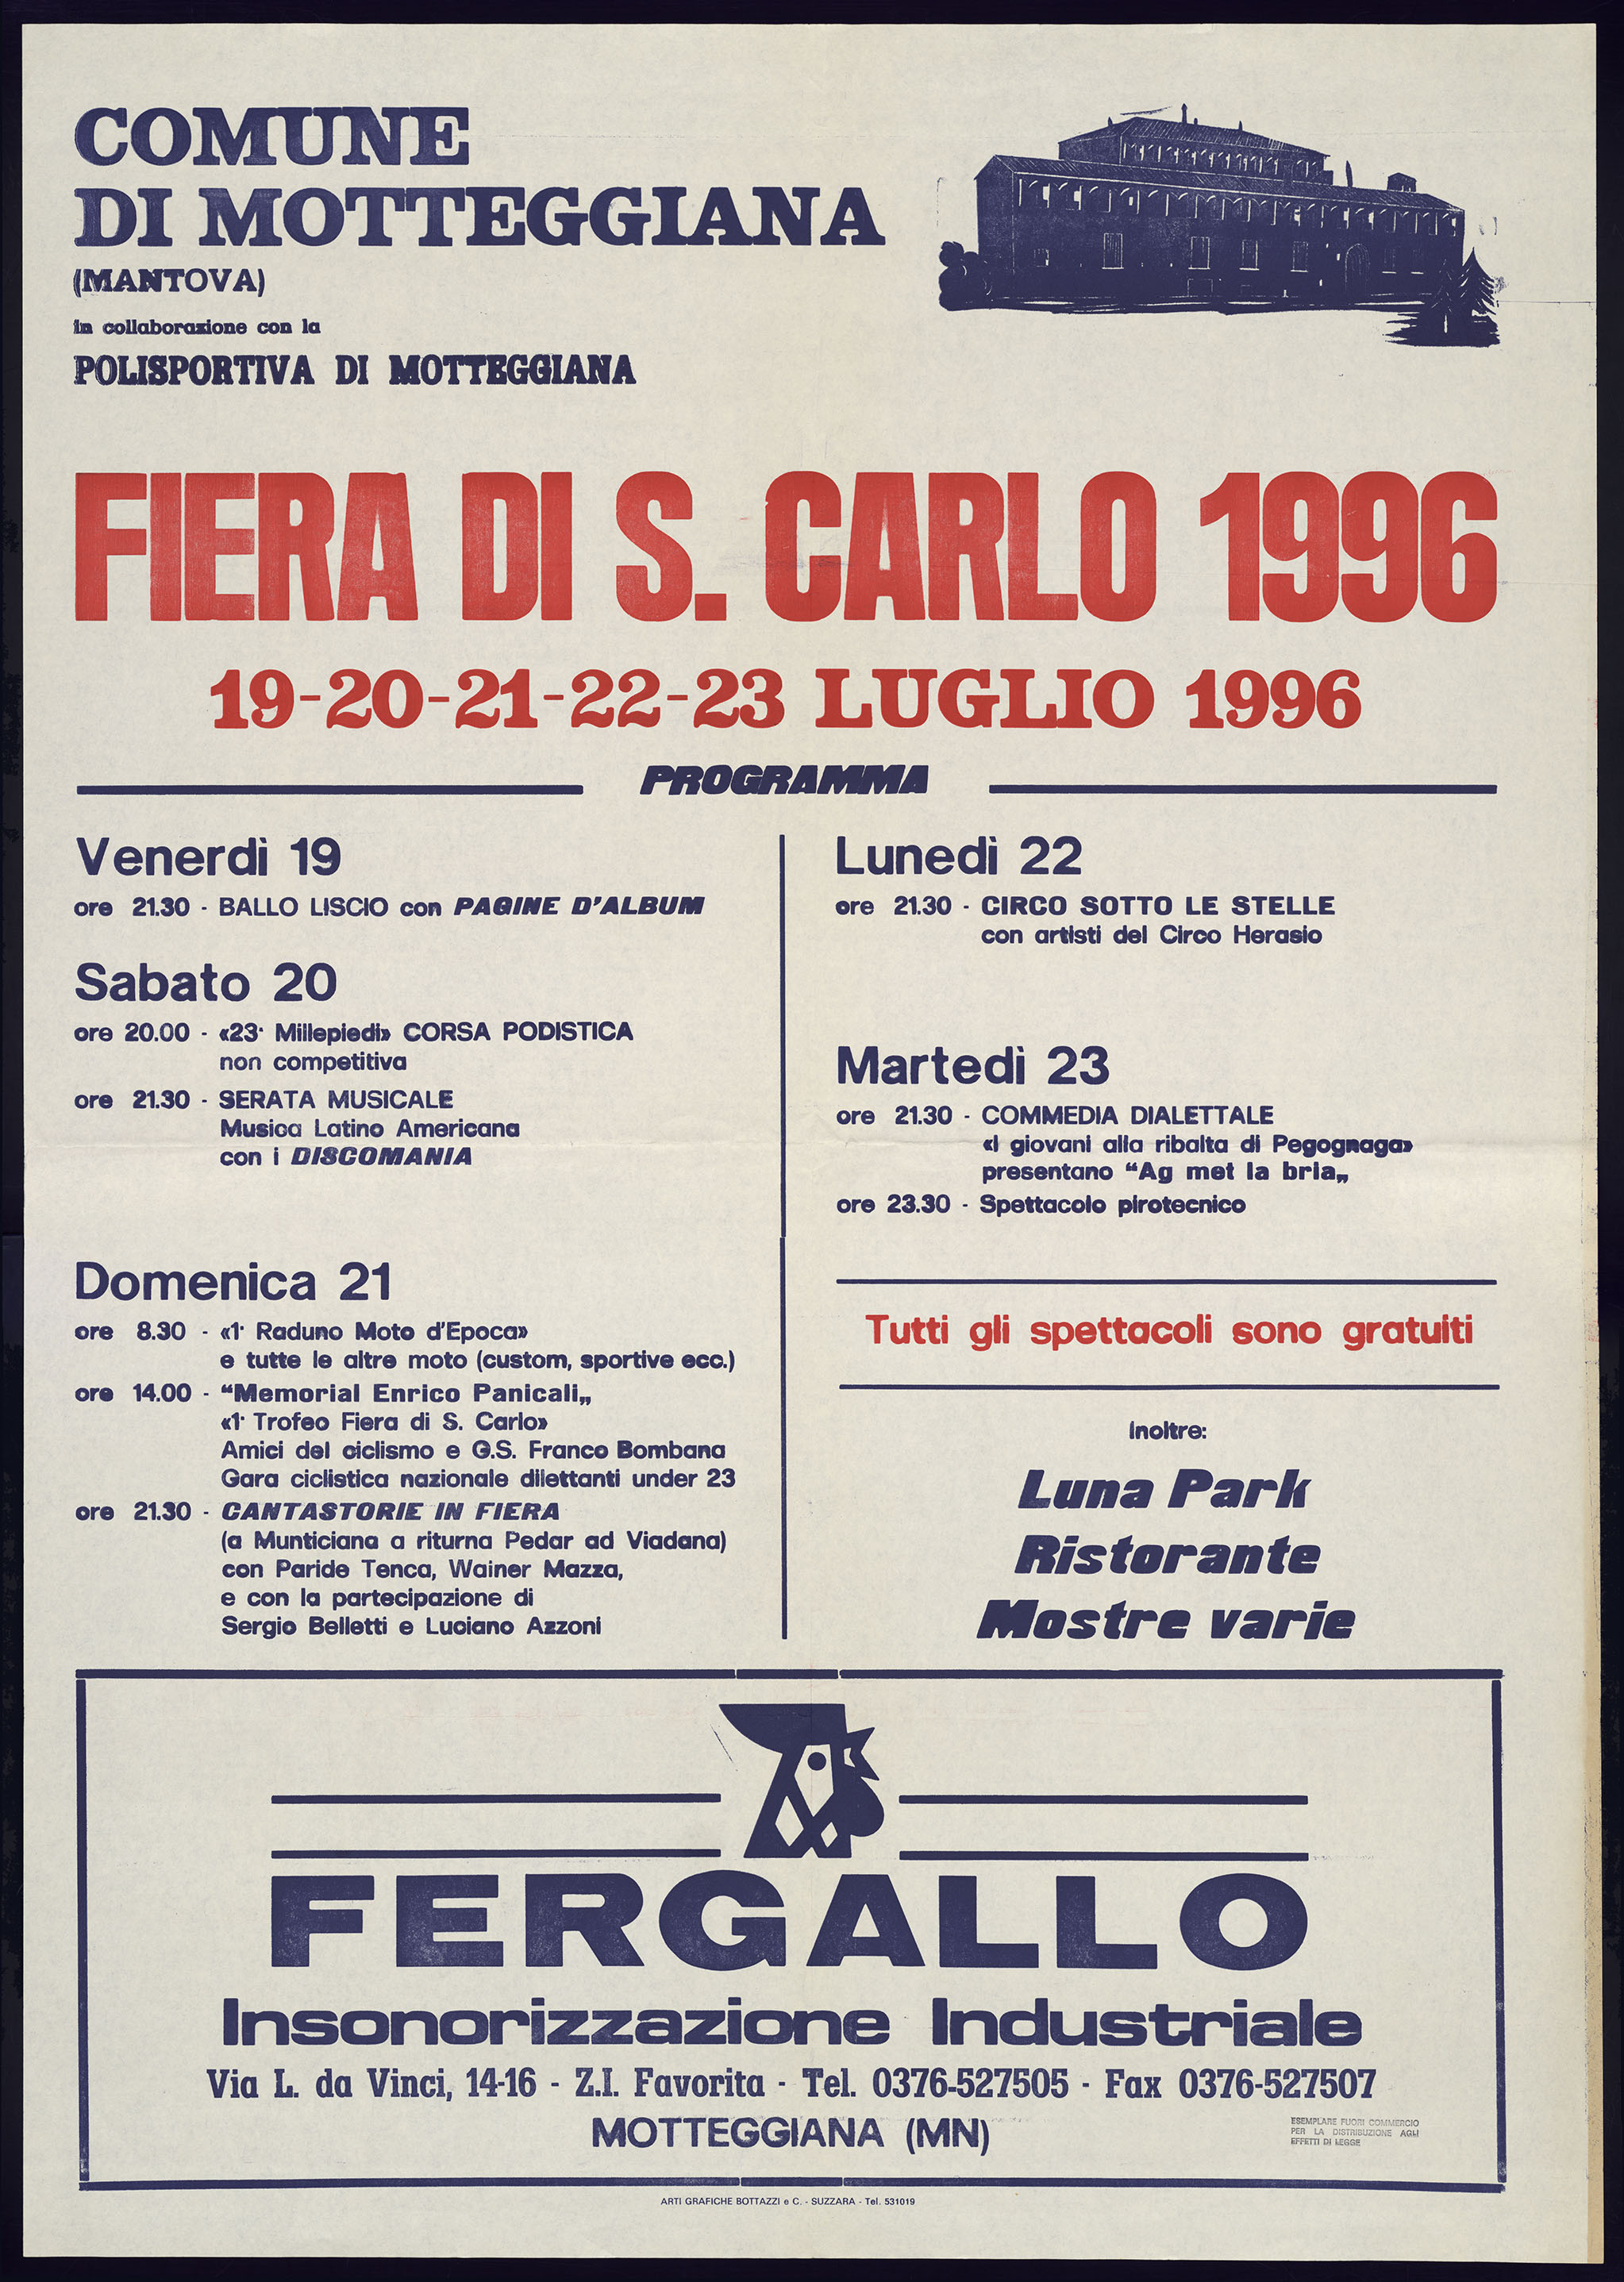 COMUNE
DI MOTTEGGIANA
(MANTOVA)
in collaborazione con la
POLISPORTIVA DI MOTTEGGIANA
FIERA DI S. CARLO 1996
19-20-21-22-23 LUGLIO 1996
PROGRAMMA
Venerdì 19
ore 21.30 - BALLO LISCIO con PAGINE D'ALBUM
Sabato 20
ore 20.00 - «23ª Millepiedi» CORSA PODISTICA
non competitiva
ore 21.30 - SERATA MUSICALE
Musica Latino Americana
con i DISCOMANIA
Domenica 21
ore 8.30 - «1° Raduno Moto d'Epoca»
e tutte le altre moto (custom, sportive ecc.)
ore 14.00 - “Memorial Enrico Panicali„
«1° Trofeo Fiera di S. Carlo»
Amici del ciclismo e G.S. Franco Bombana
Gara ciclistica nazionale dilettanti under 23
ore 21.30 - CANTASTORIE IN FIERA
(a Munticiana a riturna Pedar ad Viadana)
con Paride Tenca, Wainer Mazza,
e con la partecipazione di
Sergio Belletti e Luciano Azzoni
Lunedì 22
ore 21.30 - CIRCO SOTTO LE STELLE
con artisti del Circo Herasio
Martedì 23
ore 21.30 - COMMEDIA DIALETTALE
«I giovani alla ribalta di Pegognaga»
presentano “Ag met la bria„
ore 23.30 - Spettacolo pirotecnico
Tutti gli spettacoli sono gratuiti
Inoltre:
Luna Park
Ristorante
Mostre varie
FERGALLO
Insonorizzazione Industriale
Via L. da Vinci, 14-16 - Z.I. Favorita - Tel. 0376-527505 - Fax 0376-527507
MOTTEGGIANA (MN)
ESEMPLARE FUORI COMMERCIO
PER LA DISTRIBUZIONE AGLI
EFFETTI DI LEGGE
ARTI GRAFICHE BOTTAZZI e C. - SUZZARA - Tel. 531019